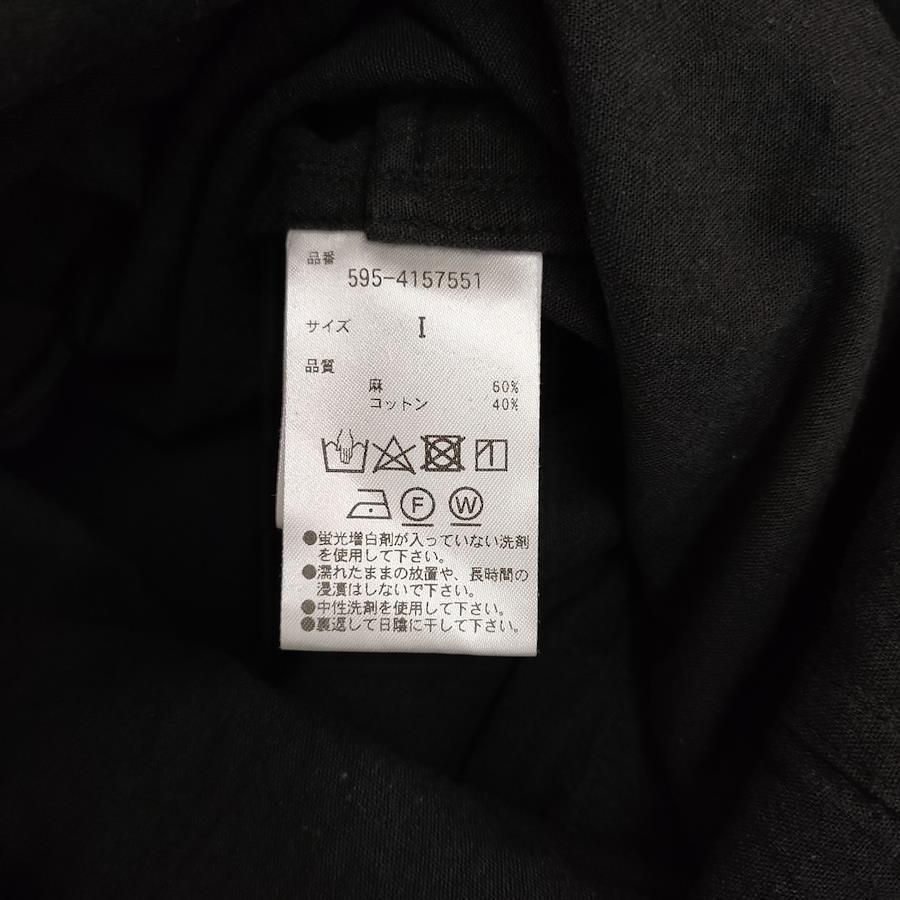 品番
595-4157551
サイズ I
品質
麻 60%
コットン 40%
F W
●蛍光増白剤が入っていない洗剤
を使用して下さい。
●濡れたままの放置や、長時間の
浸漬はしないで下さい。
●中性洗剤を使用して下さい。
●裏返して日陰に干して下さい。